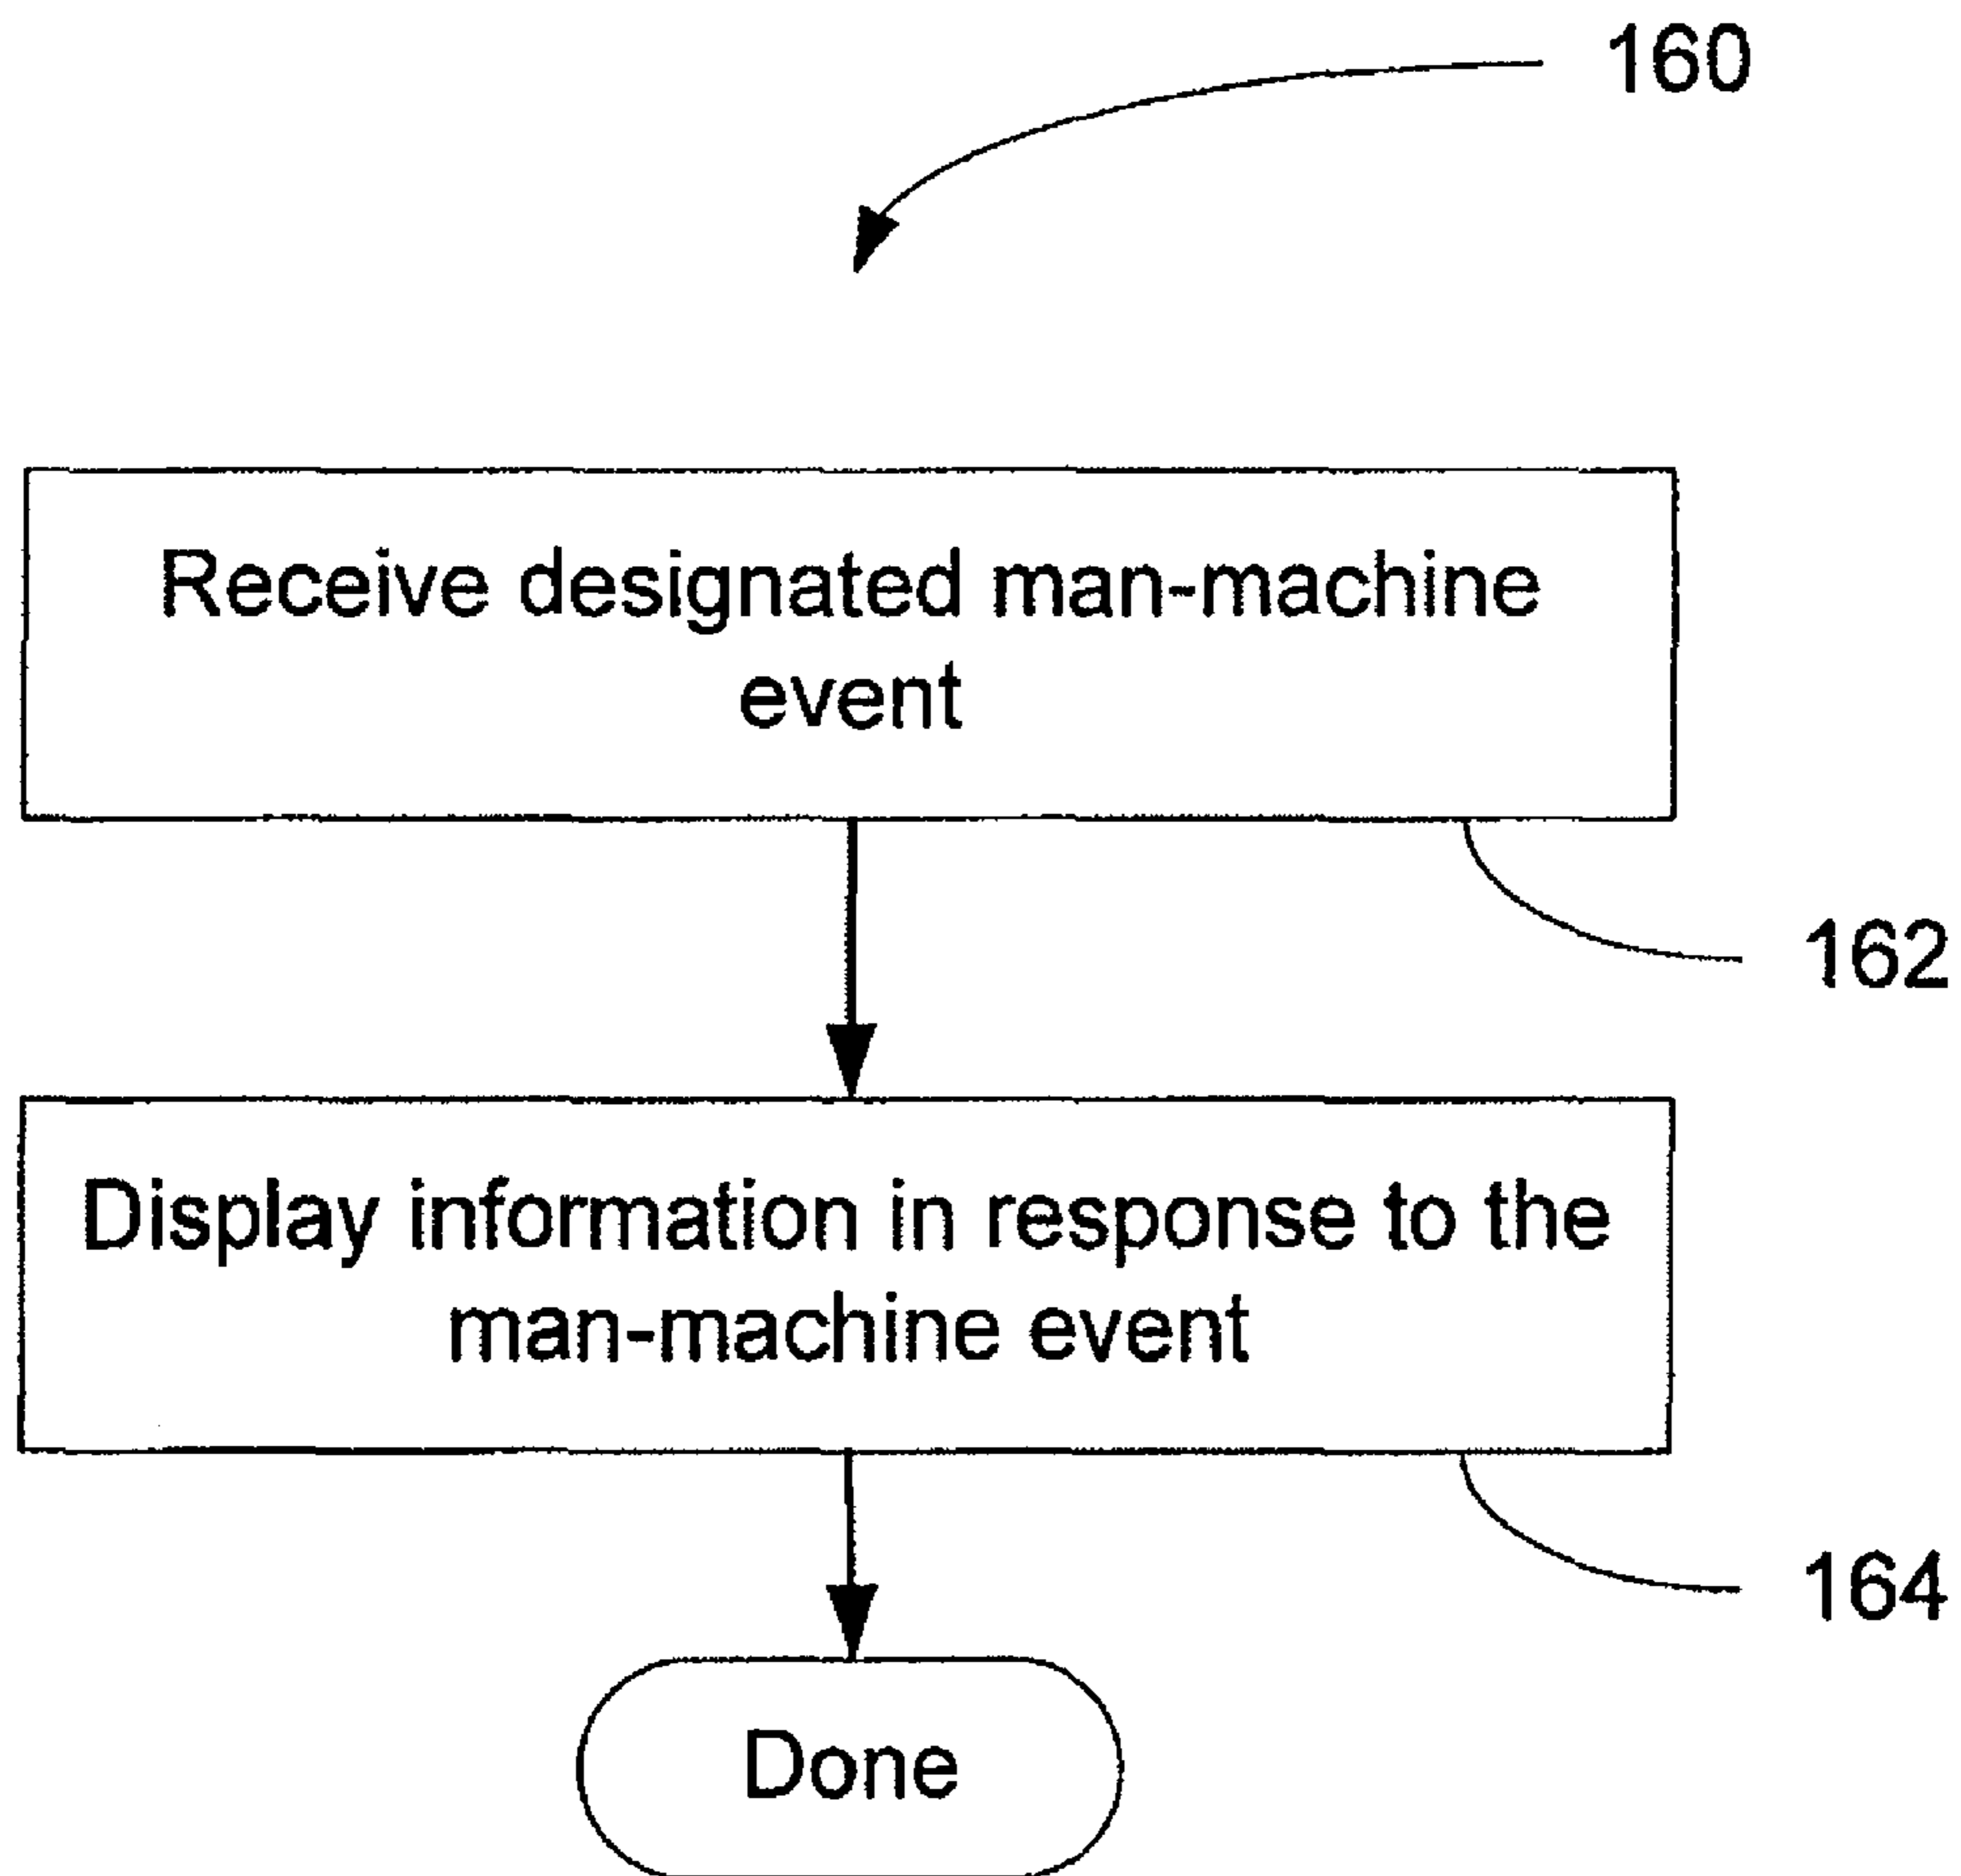 160
Receive designated man-machine
event
162
Display information in response to the
man-machine event
164
Done